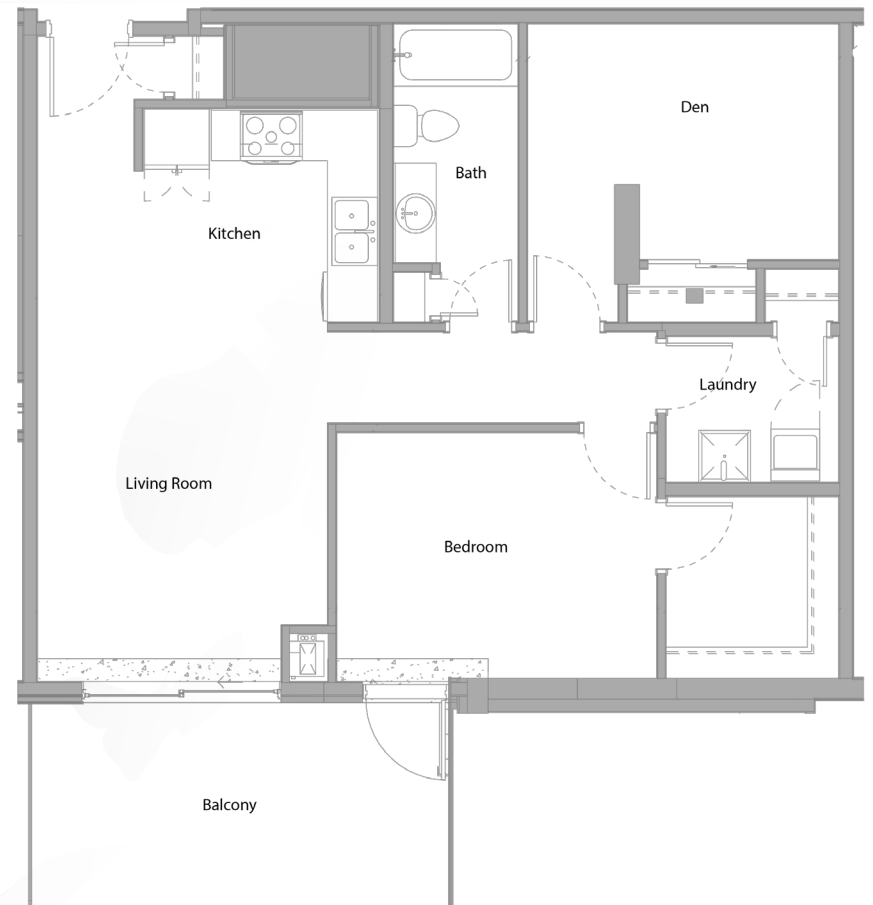 Den
Bath
Kitchen
Laundry
Living Room
Bedroom
Balcony